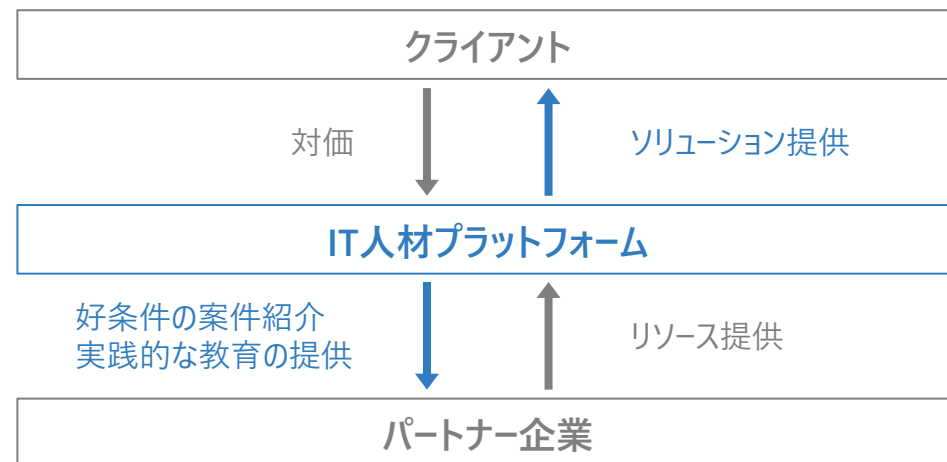 クライアント
対価
ソリューション提供
IT人材プラットフォーム
好条件の案件紹介
実践的な教育の提供
リソース提供
パートナー企業